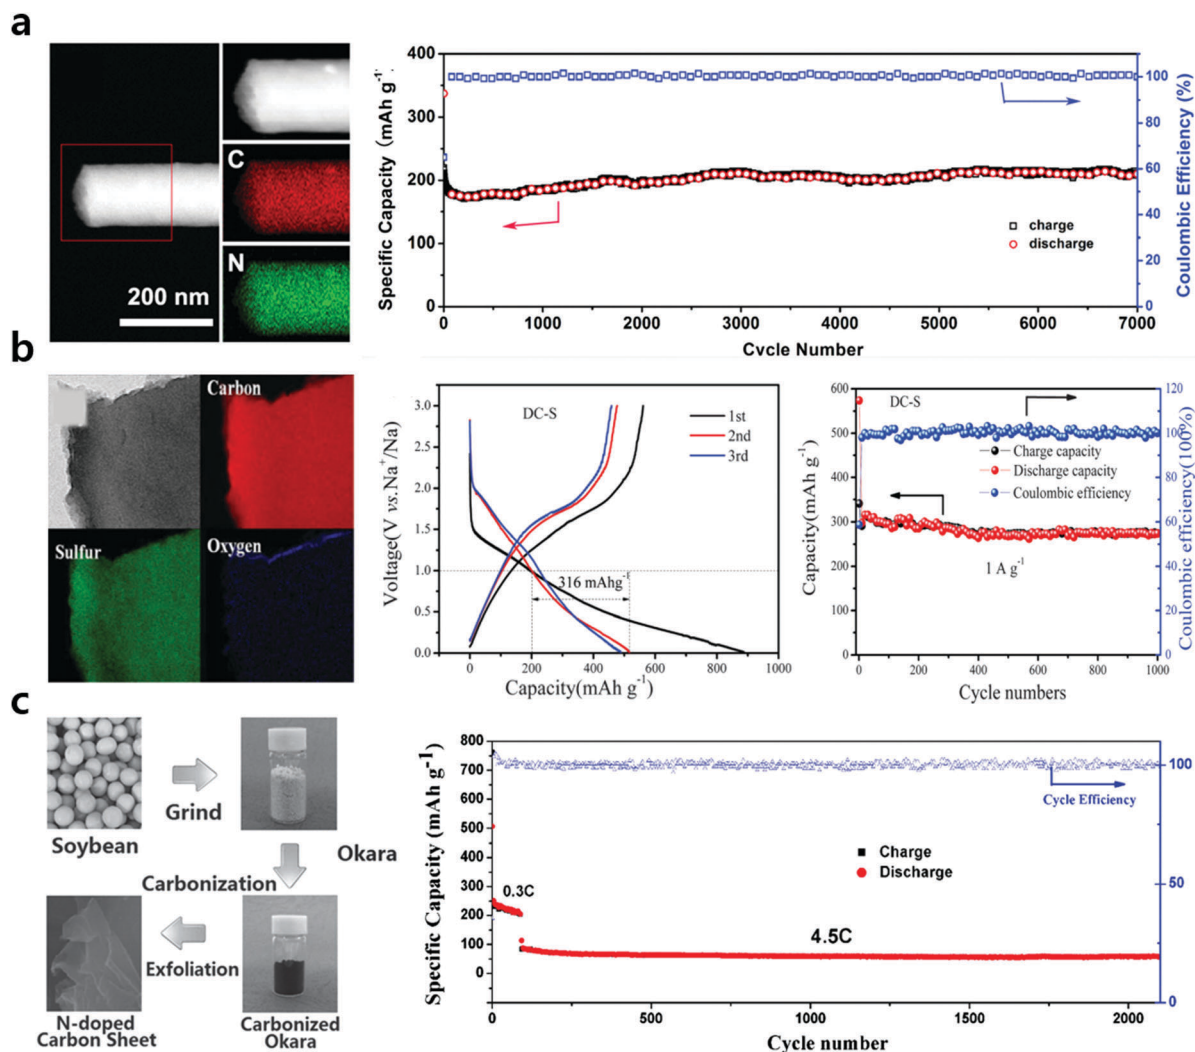 a
C
N
200 nm
Specific Capacity (mAh g⁻¹)
400
350
300
250
200
150
100
50
0
0
1000
2000
3000
4000
5000
6000
7000
Cycle Number
charge
discharge
100
80
60
40
20
0
Coulombic Efficiency (%)
b
Carbon
Sulfur
Oxygen
Voltage(V vs.Na⁺/Na)
3.0
2.5
2.0
1.5
1.0
0.5
0.0
DC-S
1st
2nd
3rd
316 mAhg⁻¹
0
200
400
600
800
1000
Capacity(mAh g⁻¹)
Capacity(mAh g⁻¹)
600
500
400
300
200
100
0
DC-S
Charge capacity
Discharge capacity
Coulombic efficiency
1 A g⁻¹
0
200
400
600
800
1000
Cycle numbers
120
100
80
60
40
20
0
Coulombic efficiency(100%)
c
Soybean
Grind
Okara
Carbonization
Exfoliation
N-doped
Carbon Sheet
Carbonized
Okara
Specific Capacity (mAh g⁻¹)
800
700
600
500
400
300
200
100
0
Cycle Efficiency
Charge
Discharge
0.3C
4.5C
0
500
1000
1500
2000
Cycle number
100
50
0